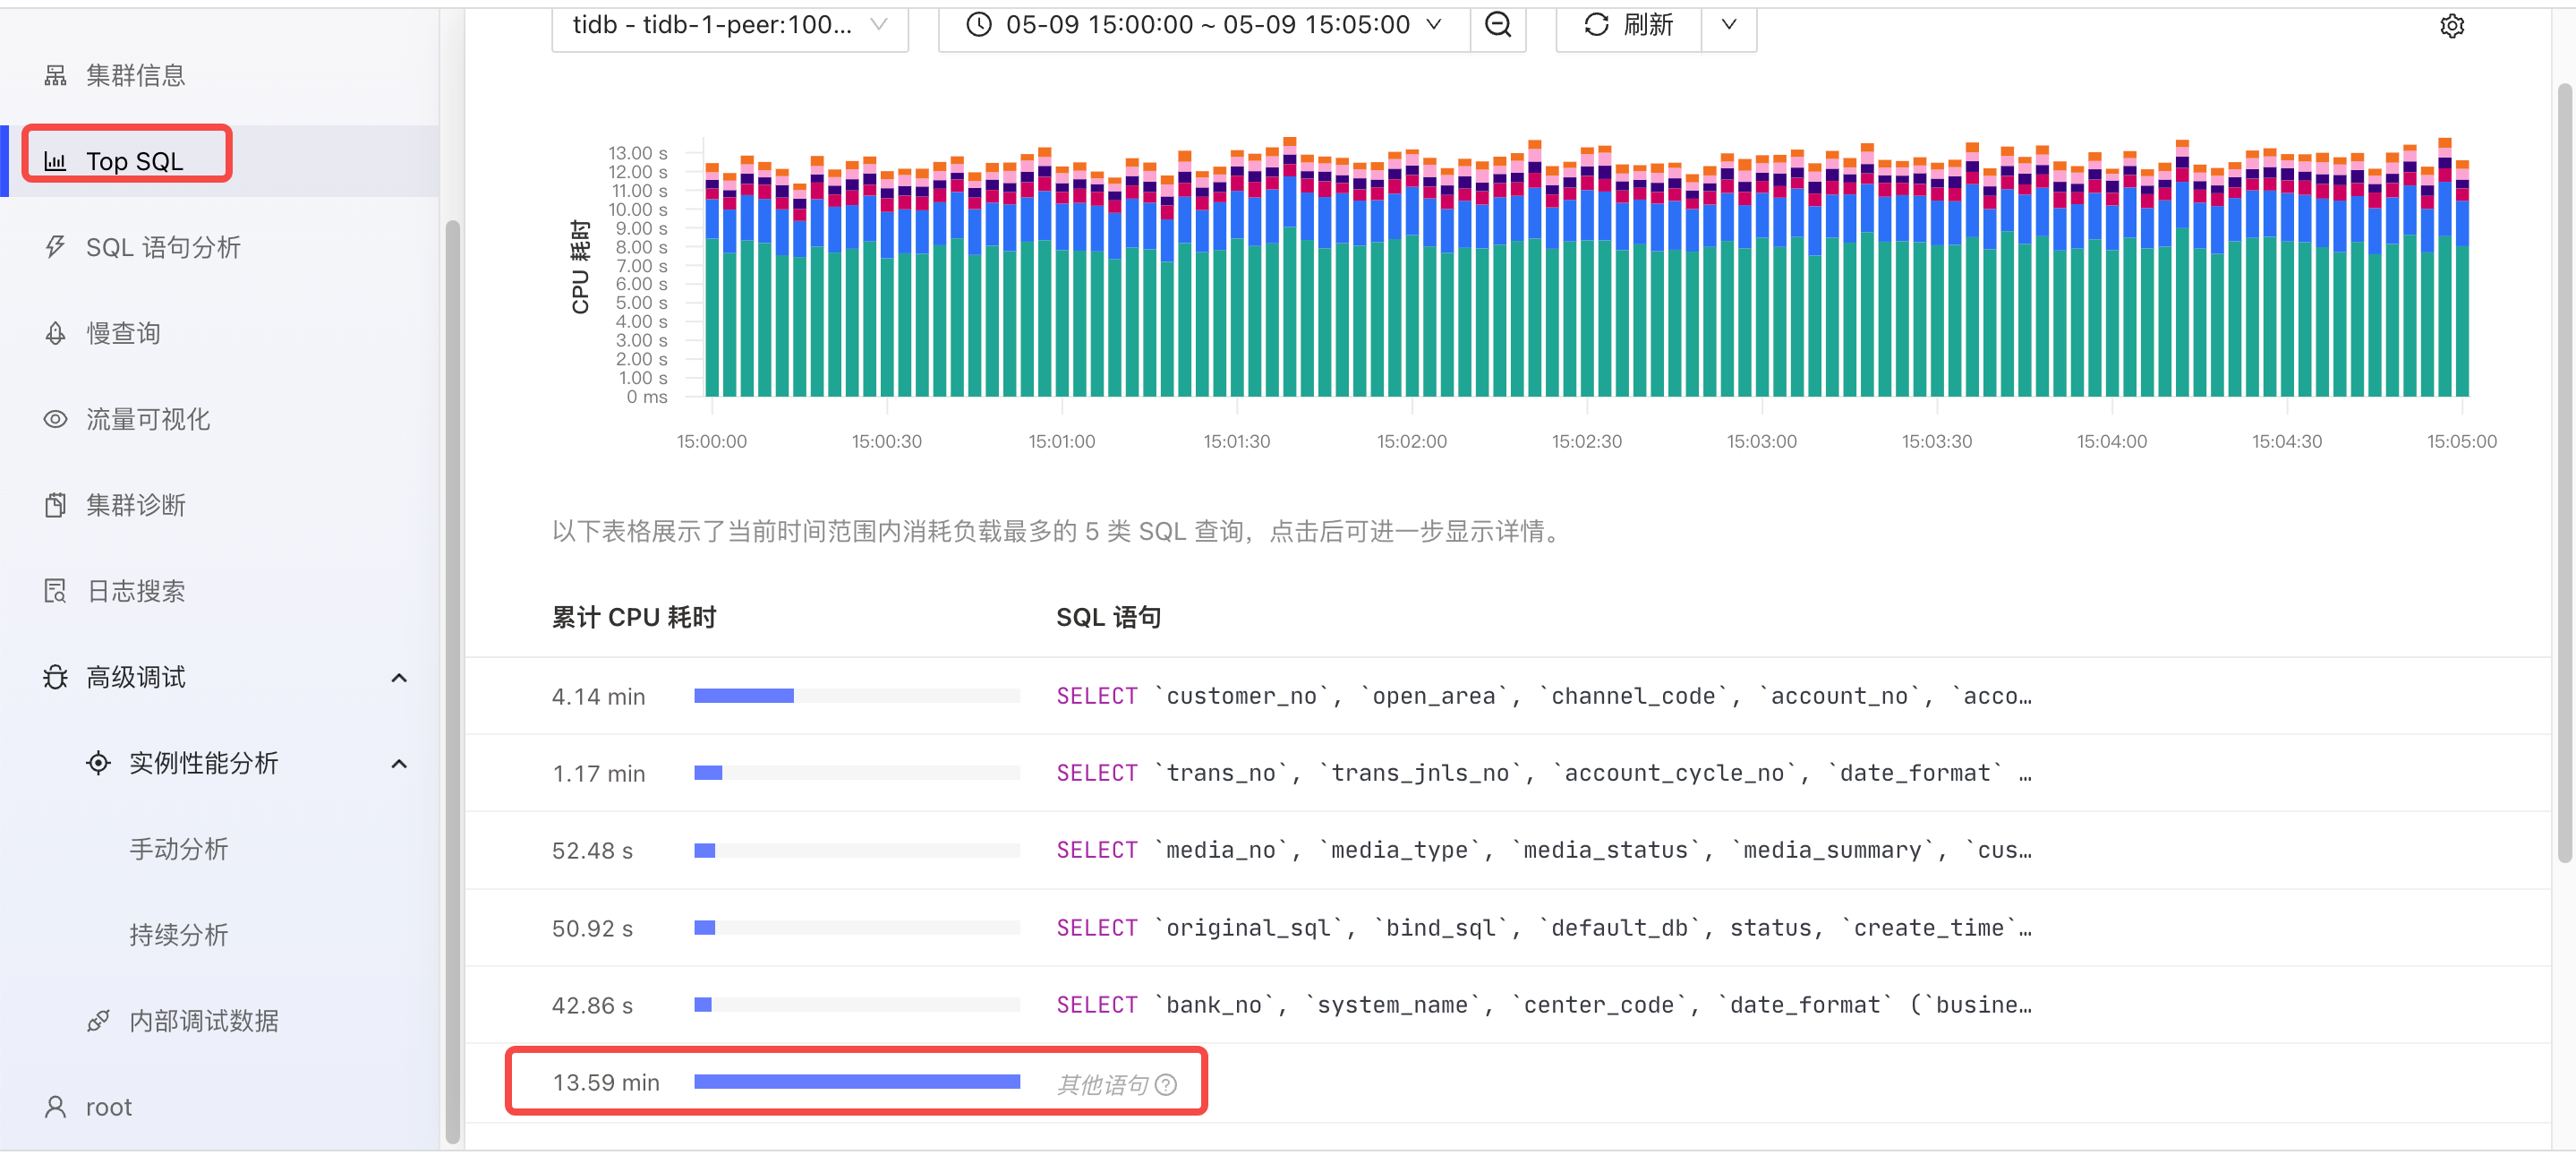 集群信息
Top SQL
SQL 语句分析
慢查询
流量可视化
集群诊断
日志搜索
高级调试
实例性能分析
手动分析
持续分析
内部调试数据
root
tidb - tidb-1-peer:100...
05-09 15:00:00 ~ 05-09 15:05:00
刷新
CPU 耗时
13.00 s
12.00 s
11.00 s
10.00 s
9.00 s
8.00 s
7.00 s
6.00 s
5.00 s
4.00 s
3.00 s
2.00 s
1.00 s
0 ms
15:00:00 15:00:30 15:01:00 15:01:30 15:02:00 15:02:30 15:03:00 15:03:30 15:04:00 15:04:30 15:05:00
以下表格展示了当前时间范围内消耗负载最多的 5 类 SQL 查询，点击后可进一步显示详情。
累计 CPU 耗时 SQL 语句
4.14 min SELECT `customer_no`, `open_area`, `channel_code`, `account_no`, `acco…
1.17 min SELECT `trans_no`, `trans_jnls_no`, `account_cycle_no`, `date_format` …
52.48 s SELECT `media_no`, `media_type`, `media_status`, `media_summary`, `cus…
50.92 s SELECT `original_sql`, `bind_sql`, `default_db`, status, `create_time`…
42.86 s SELECT `bank_no`, `system_name`, `center_code`, `date_format` (`busine…
13.59 min 其他语句